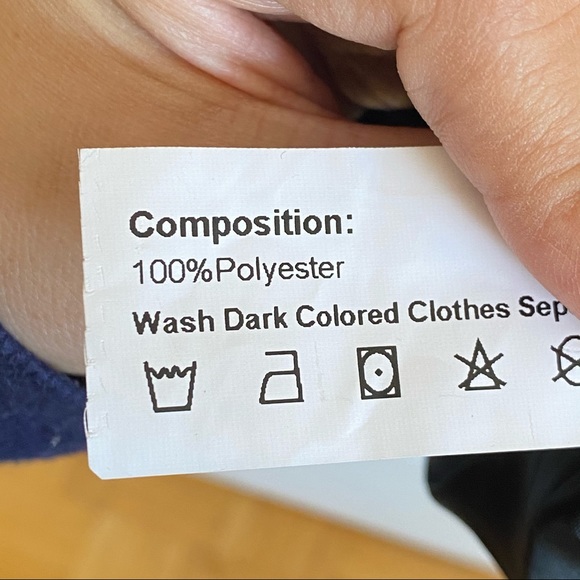 Composition:
100%Polyester
Wash Dark Colored Clothes Sep